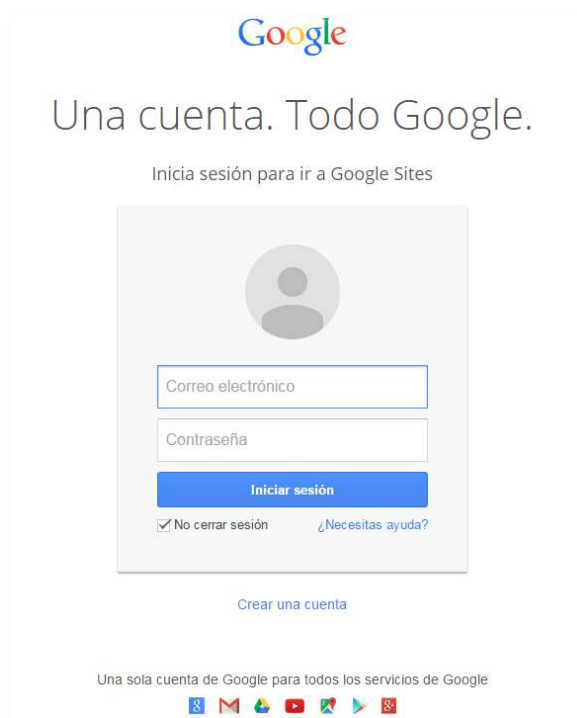 Google
Una cuenta. Todo Google.
Inicia sesión para ir a Google Sites
Correo electrónico
Contraseña
Iniciar sesión
No cerrar sesión ¿Necesitas ayuda?
Crear una cuenta
Una sola cuenta de Google para todos los servicios de Google